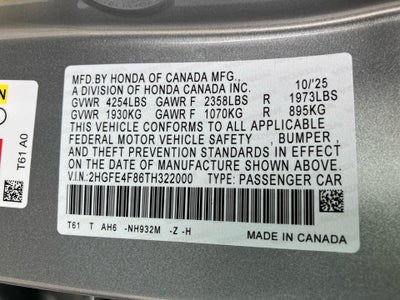 MFD.BY HONDA OF CANADA MFG., 10/'25
A DIVISION OF HONDA CANADA INC.
GVWR 4254LBS GAWR F 2358LBS R 1973LBS
GVWR 1930KG GAWR F 1070KG R 895KG
THIS VEHICLE CONFORMS TO ALL APPLICABLE
FEDERAL MOTOR VEHICLE SAFETY, BUMPER,
AND THEFT PREVENTION STANDARDS IN EFFECT
ON THE DATE OF MANUFACTURE SHOWN ABOVE.
V.I.N.:2HGFE4F86TH322000 TYPE: PASSENGER CAR
T61 T AH6 -NH932M -Z -H
MADE IN CANADA
T61 A0